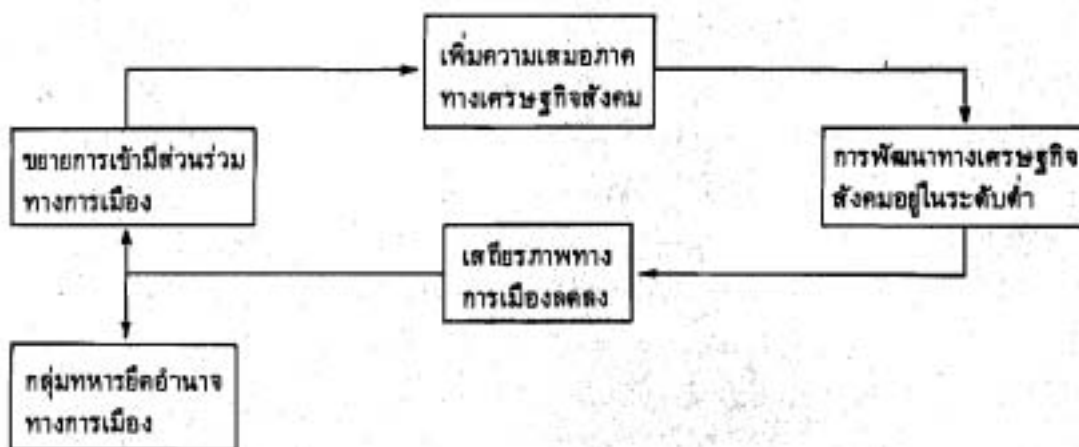 เพิ่มความเสมอภาค
ทางเศรษฐกิจสังคม
ขยายการเข้ามีส่วนร่วม
ทางการเมือง
การพัฒนาทางเศรษฐกิจ
สังคมอยู่ในระดับต่ำ
เสถียรภาพทาง
การเมืองลดลง
กลุ่มทหารยึดอำนาจ
ทางการเมือง